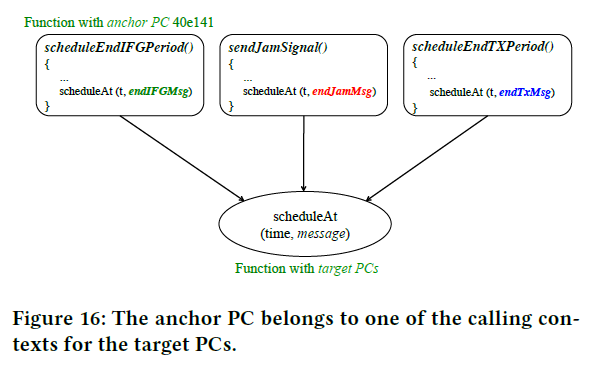 Function with anchor PC 40e141
scheduleEndIFGPeriod()
{
...
scheduleAt (t, endIFGMsg)
}
sendJamSignal()
{
...
scheduleAt (t, endJamMsg)
}
scheduleEndTXPeriod()
{
...
scheduleAt (t, endTxMsg)
}
scheduleAt
(time, message)
Function with target PCs
Figure 16: The anchor PC belongs to one of the calling con-
texts for the target PCs.